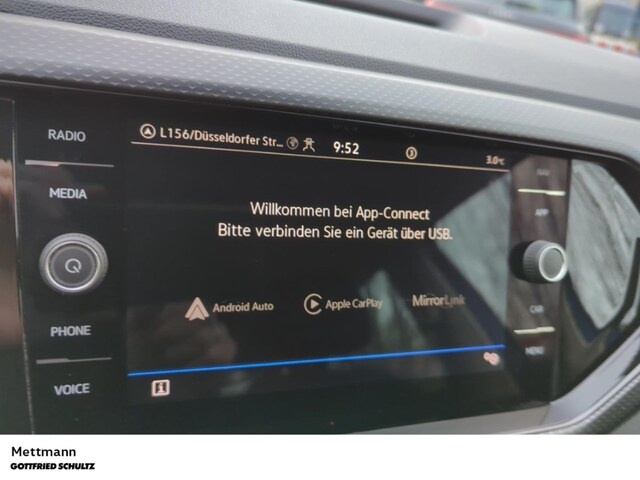 RADIO
MEDIA
PHONE
VOICE
L156/Düsseldorfer Str...
9:52
3.0°C
Willkommen bei App-Connect
Bitte verbinden Sie ein Gerät über USB.
Android Auto
Apple CarPlay
MirrorLink
NAV
APP
CAR
MENU
Mettmann
GOTTFRIED SCHULTZ